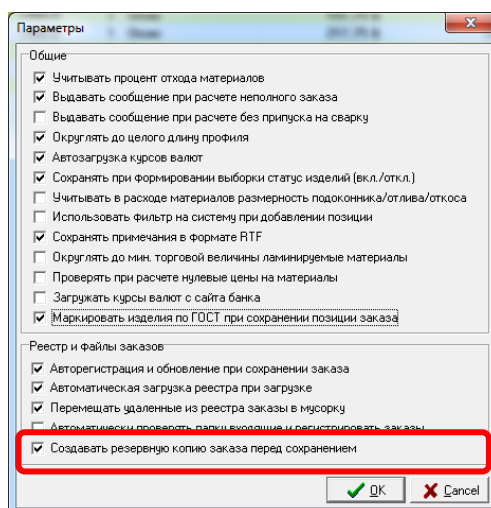 Параметры
Общие
Учитывать процент отхода материалов
Выдавать сообщение при расчете неполного заказа
Выдавать сообщение при расчете без припуска на сварку
Округлять до целого длину профиля
Автозагрузка курсов валют
Сохранять при формировании выборки статус изделий (вкл./откл.)
Учитывать в расходе материалов размерность подоконника/отлива/откоса
Использовать фильтр на систему при добавлении позиции
Сохранять примечания в формате RTF
Округлять до мин. торговой величины ламинируемые материалы
Проверять при расчете нулевые цены на материалы
Загружать курсы валют с сайта банка
Маркировать изделия по ГОСТ при сохранении позиции заказа
Реестр и файлы заказов
Авторегистрация и обновление при сохранении заказа
Автоматическая загрузка реестра при загрузке
Перемещать удаленные из реестра заказы в мусорку
Автоматически проверять папку входящие и регистрировать заказы
Создавать резервную копию заказа перед сохранением
OK
Cancel